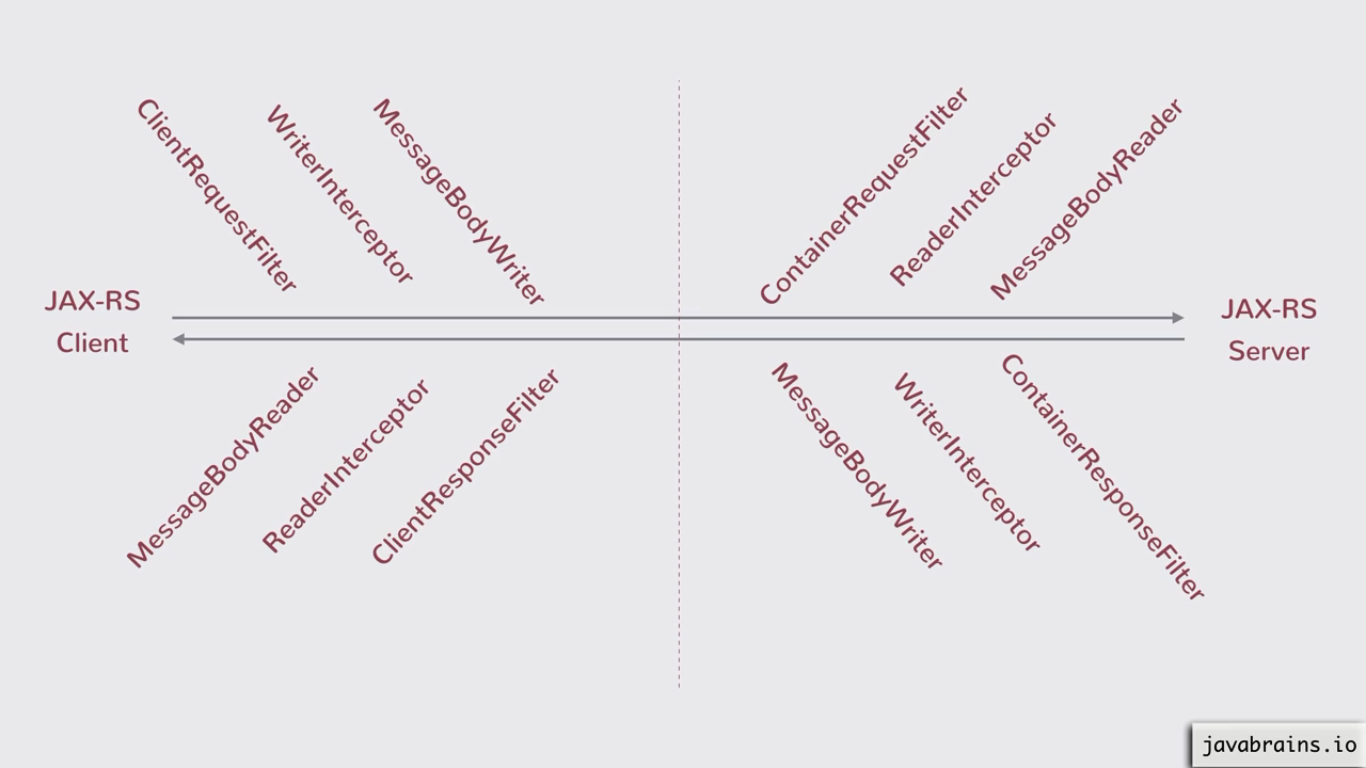 ClientRequestFilter
WriterInterceptor
MessageBodyWriter
ContainerRequestFilter
ReaderInterceptor
MessageBodyReader
JAX-RS
Client
JAX-RS
Server
MessageBodyReader
ReaderInterceptor
ClientResponseFilter
MessageBodyWriter
WriterInterceptor
ContainerResponseFilter
javabrains.io